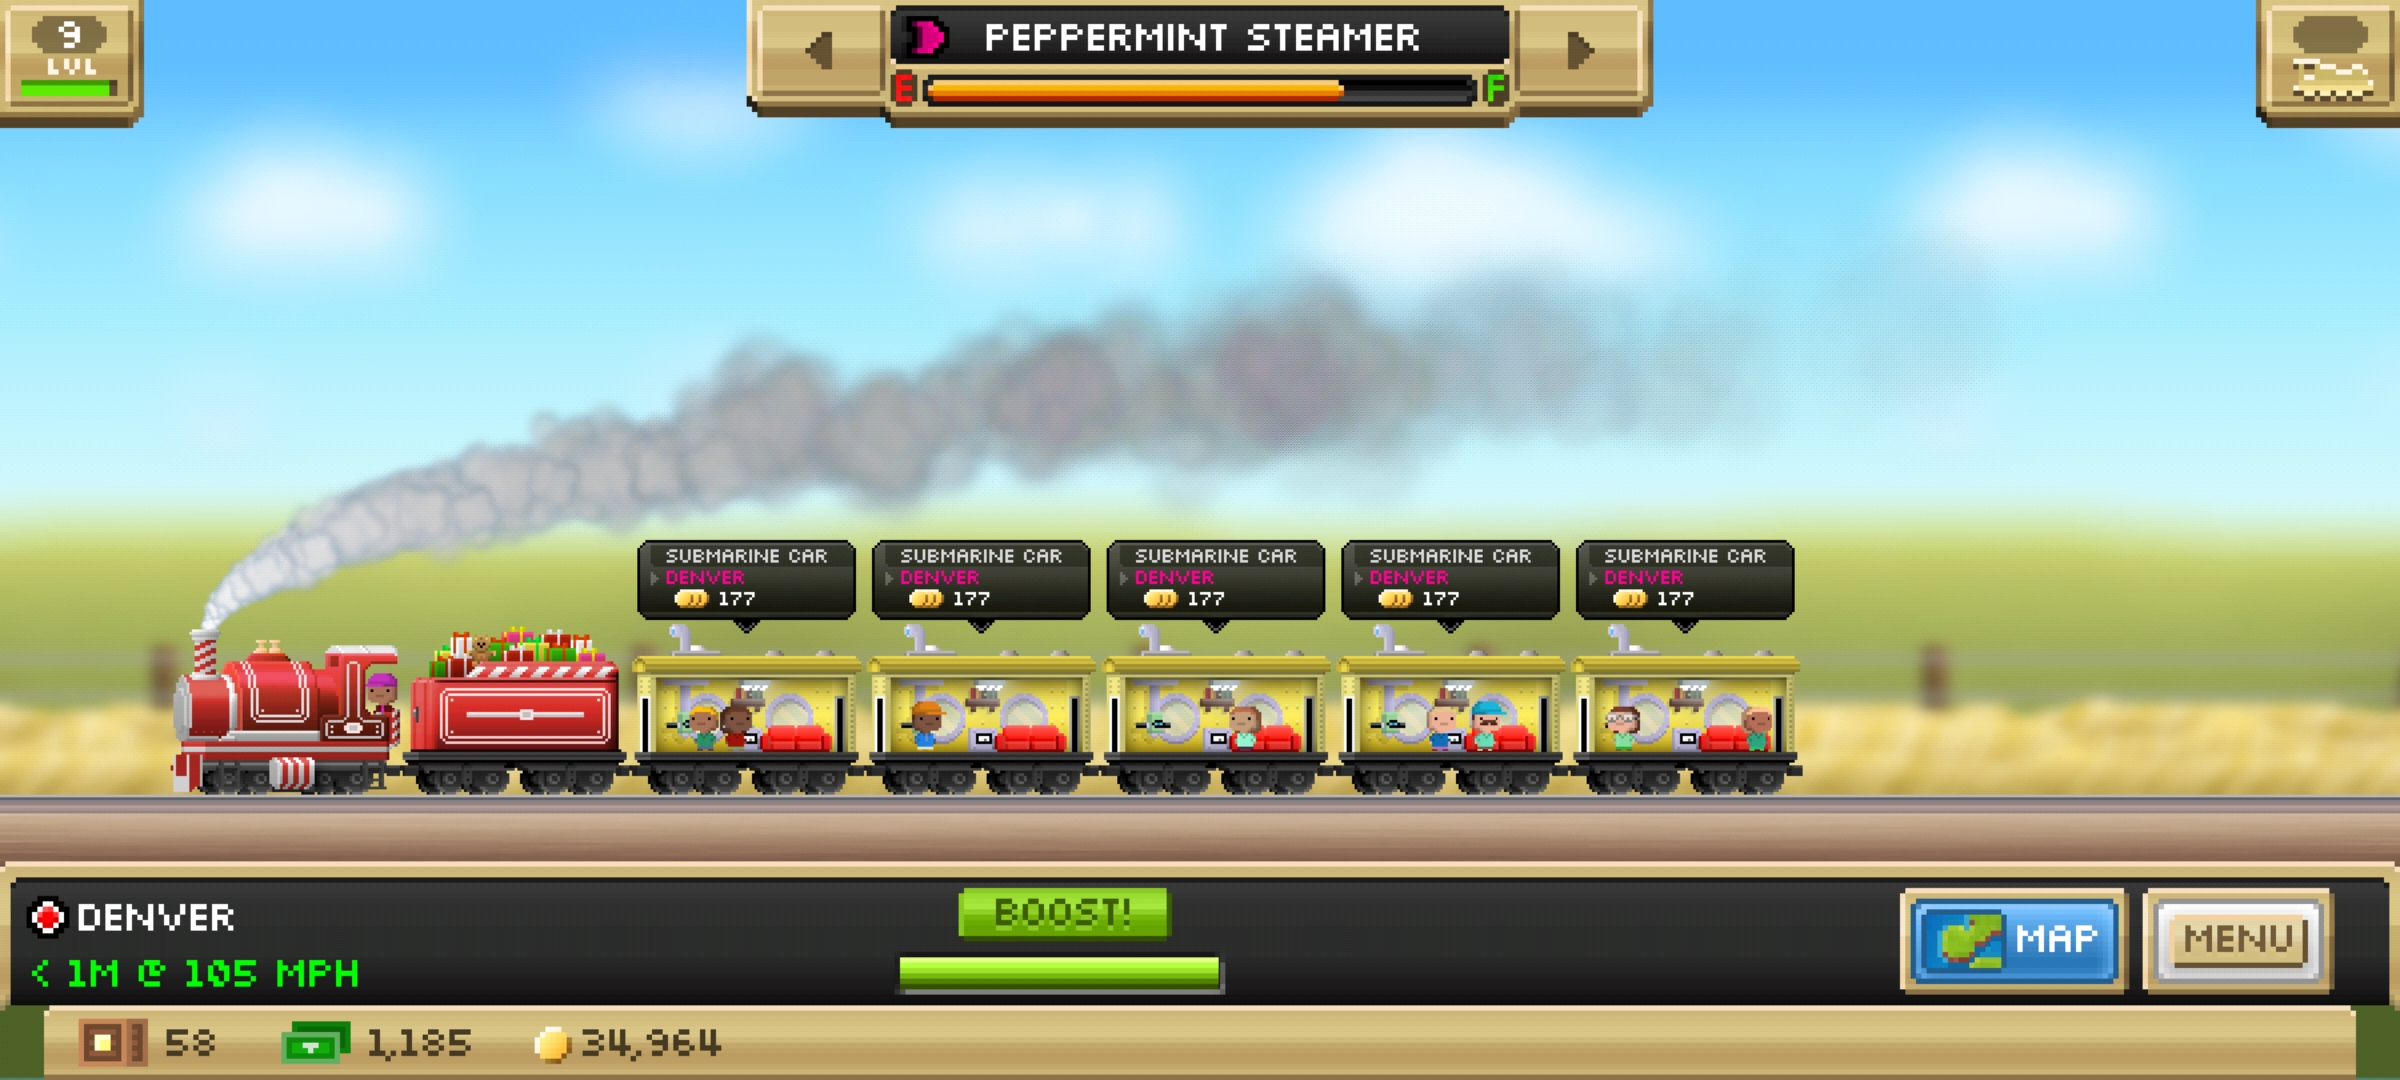 9
LVL
PEPPERMINT STEAMER
E F
SUBMARINE CAR
DENVER
177
SUBMARINE CAR
DENVER
177
SUBMARINE CAR
DENVER
177
SUBMARINE CAR
DENVER
177
SUBMARINE CAR
DENVER
177
DENVER
< 1M @ 105 MPH
BOOST!
MAP
MENU
58
1,185
34,964